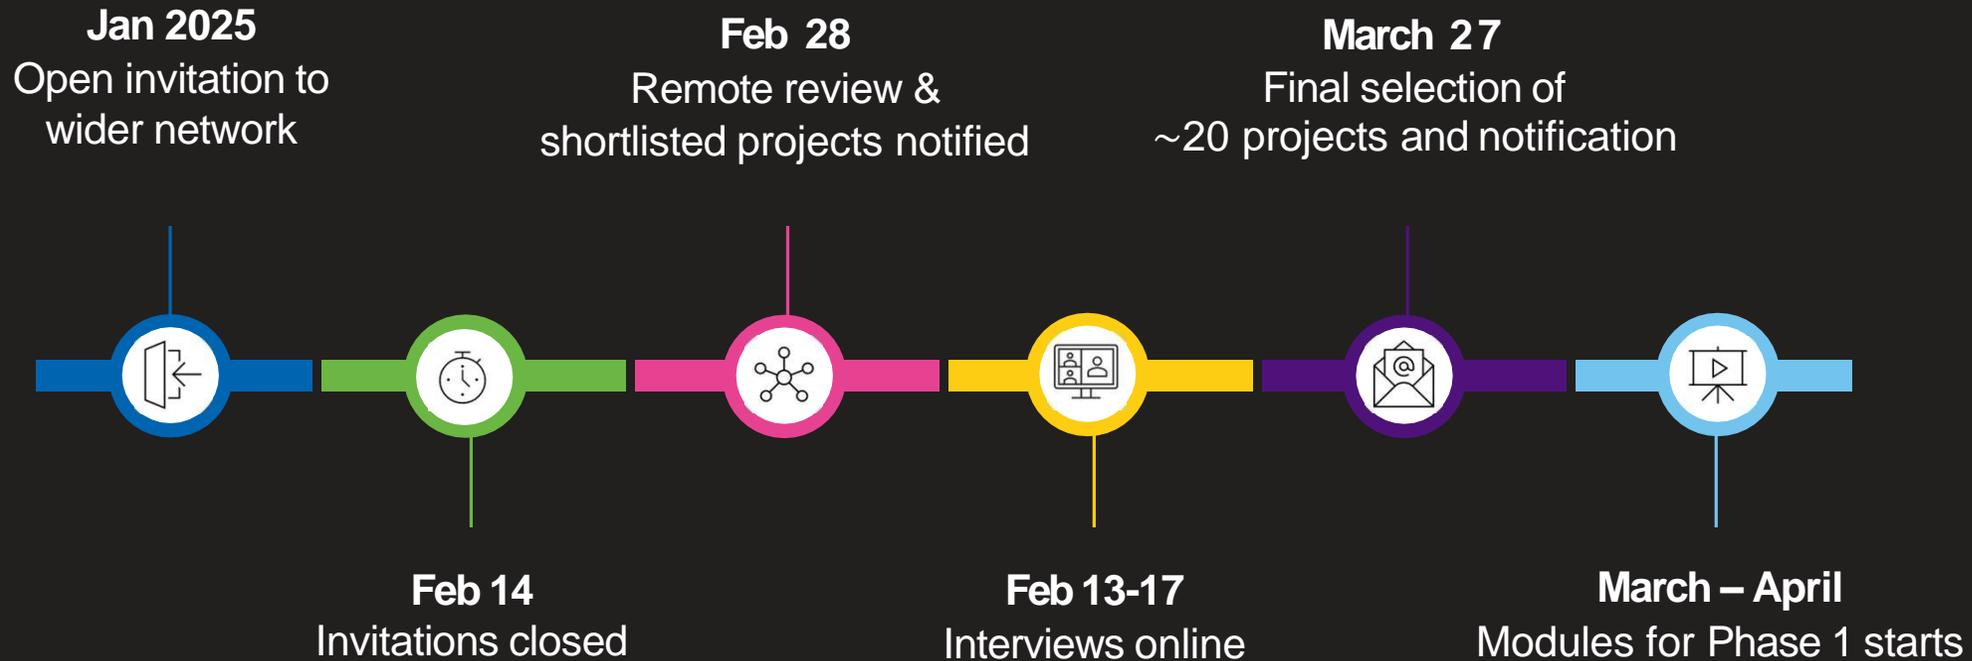 Jan 2025
Open invitation to
wider network
Feb 14
Invitations closed
Feb 28
Remote review &
shortlisted projects notified
Feb 13-17
Interviews online
March 27
Final selection of
~20 projects and notification
March – April
Modules for Phase 1 starts